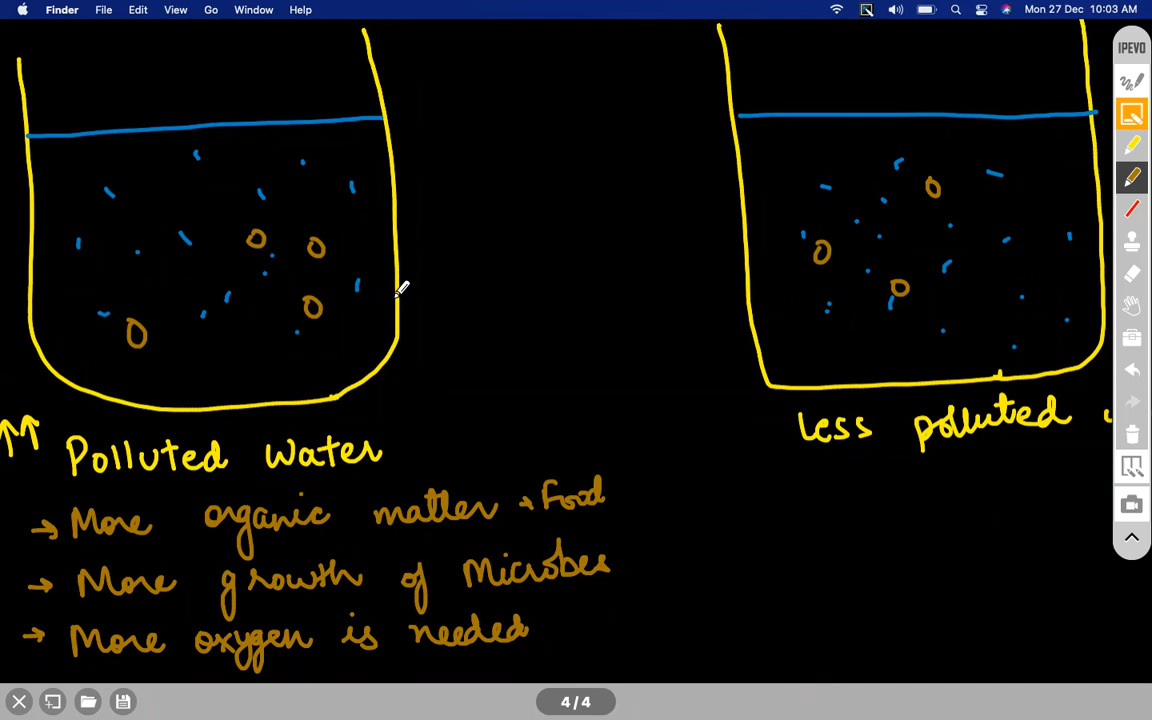 Finder File Edit View Go Window Help Mon 27 Dec 10:03 AM
IPEVO
less polluted
↑↑ Polluted Water
→ More organic matter → Food
→ More growth of Microbes
→ More oxygen is needed
4/4